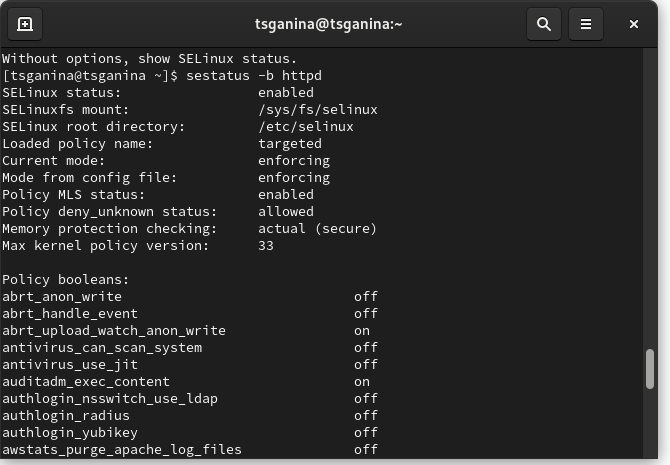 tsganina@tsganina:~
Without options, show SELinux status.
[tsganina@tsganina ~]$ sestatus -b httpd
SELinux status:                 enabled
SELinuxfs mount:                /sys/fs/selinux
SELinux root directory:         /etc/selinux
Loaded policy name:             targeted
Current mode:                   enforcing
Mode from config file:          enforcing
Policy MLS status:              enabled
Policy deny_unknown status:     allowed
Memory protection checking:     actual (secure)
Max kernel policy version:      33
Policy booleans:
abrt_anon_write                             off
abrt_handle_event                           off
abrt_upload_watch_anon_write                on
antivirus_can_scan_system                   off
antivirus_use_jit                           off
auditadm_exec_content                       on
authlogin_nsswitch_use_ldap                 off
authlogin_radius                            off
authlogin_yubikey                           off
awstats_purge_apache_log_files              off